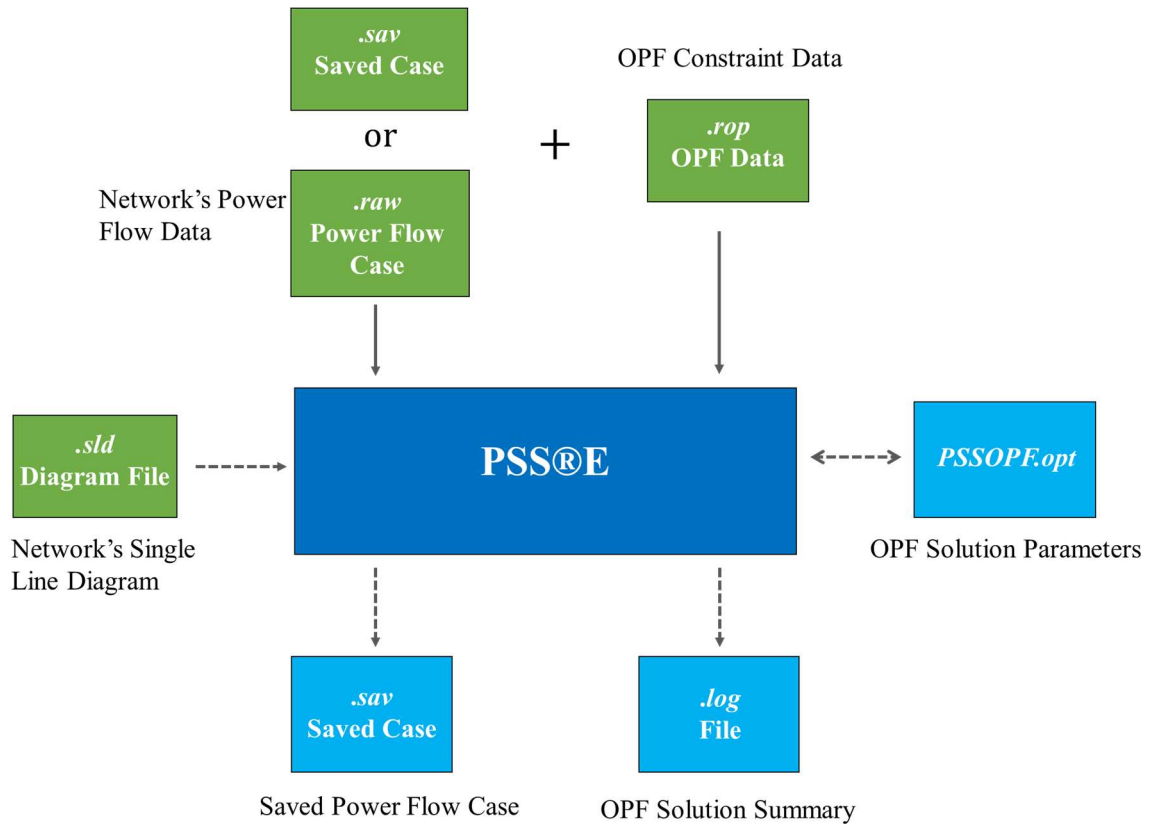 .sav
Saved Case
or
Network's Power
Flow Data
.raw
Power Flow
Case
+
OPF Constraint Data
.rop
OPF Data
.sld
Diagram File
Network's Single
Line Diagram
PSS®E
PSSOPF.opt
OPF Solution Parameters
.sav
Saved Case
Saved Power Flow Case
.log
File
OPF Solution Summary